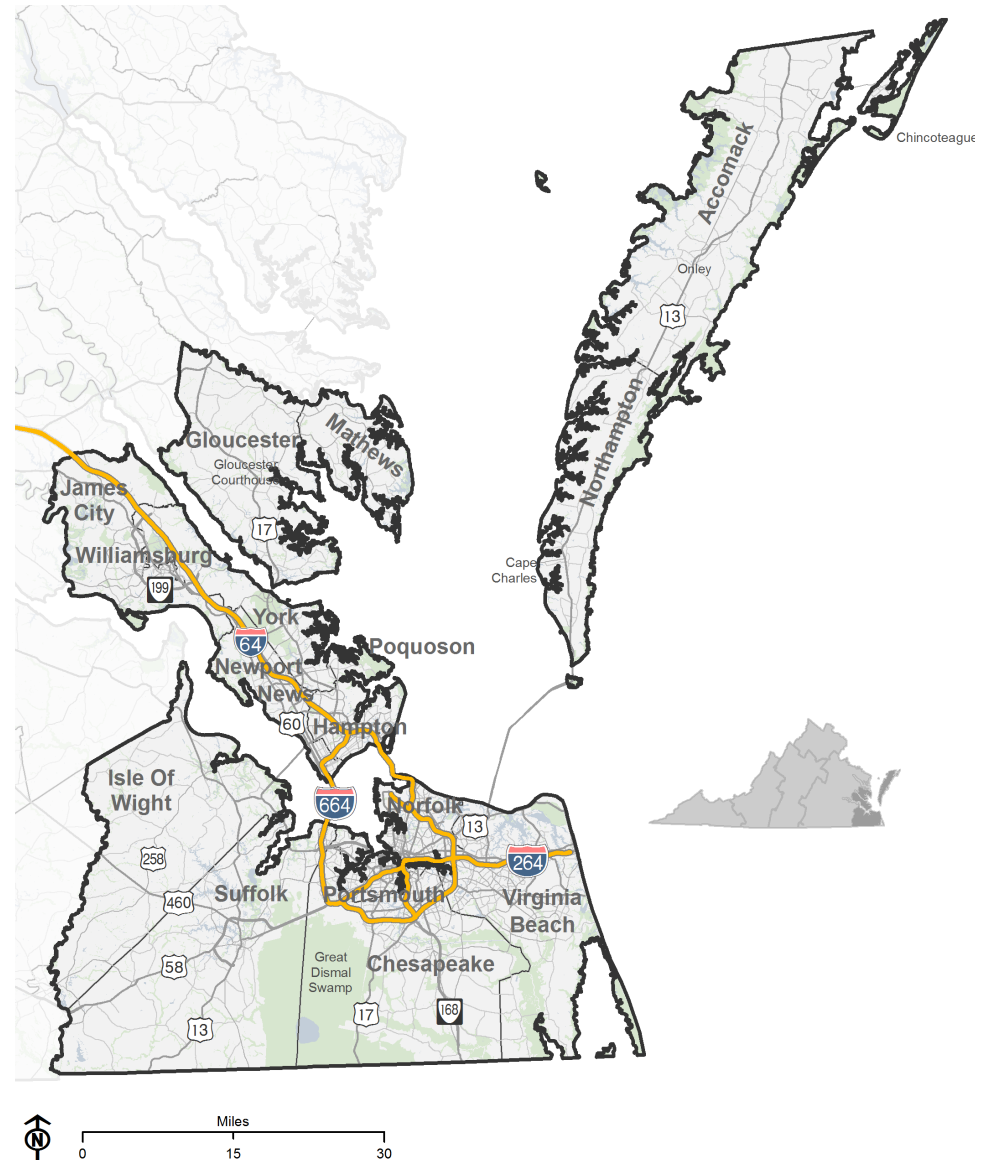 Chincoteague
Accomack
Onley
13
Northampton
Mathews
Gloucester
Gloucester
Courthouse
17
James
City
Williamsburg
199
Cape
Charles
York
64
Poquoson
Newport
News
60
Hampton
Isle Of
Wight
664
Norfolk
13
258
264
Suffolk
460
Portsmouth
Virginia
Beach
Great
Dismal
Swamp
58
Chesapeake
17
168
13
Miles
N
0 15 30